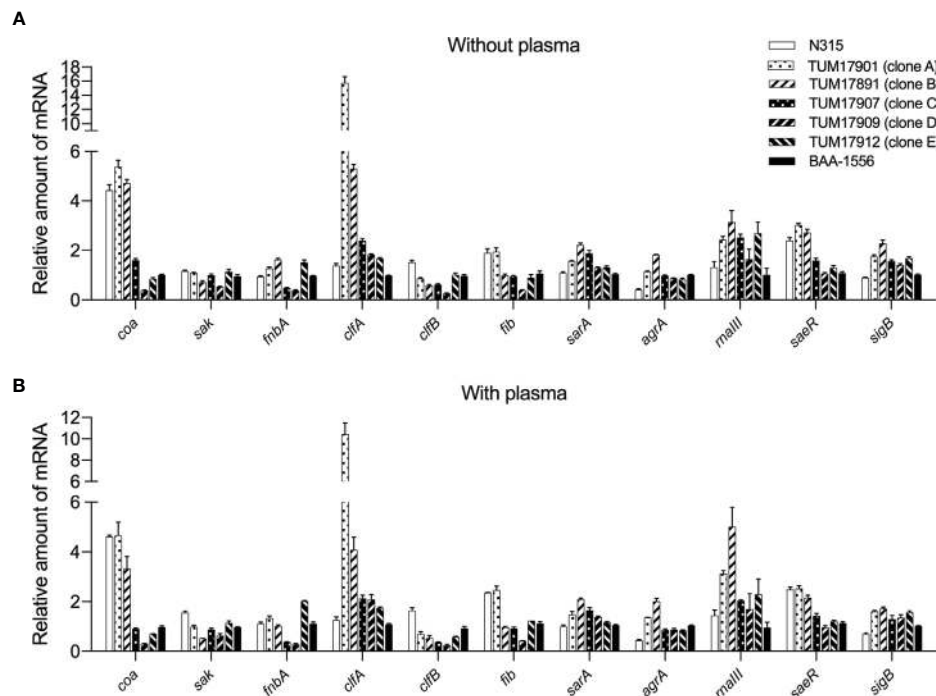 A
Without plasma
N315
TUM17901 (clone A)
TUM17891 (clone B
TUM17907 (clone C
TUM17909 (clone D
TUM17912 (clone E
BAA-1556
Relative amount of mRNA
18
16
14
12
10
6
4
2
0
coa
sak
fnbA
clfA
clfB
fib
sarA
agrA
rnaIII
saeR
sigB
B
With plasma
Relative amount of mRNA
12
10
8
6
6
4
2
0
coa
sak
fnbA
clfA
clfB
fib
sarA
agrA
rnaIII
saeR
sigB